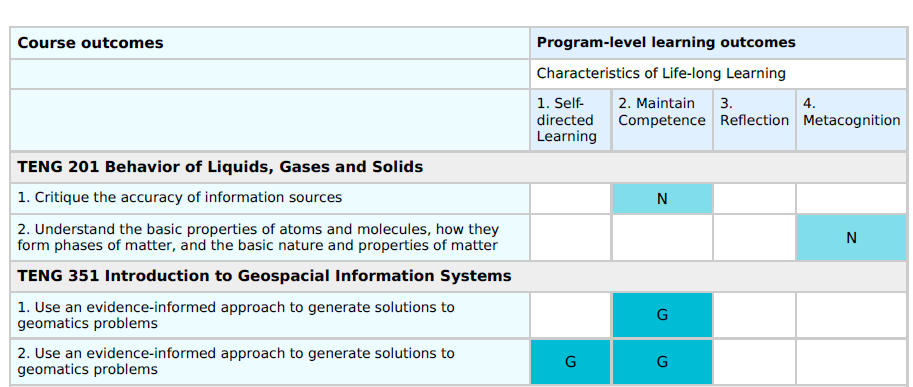 Course outcomes
Program-level learning outcomes
Characteristics of Life-long Learning
1. Self-
directed
Learning
2. Maintain
Competence
3.
Reflection
4.
Metacognition
TENG 201 Behavior of Liquids, Gases and Solids
1. Critique the accuracy of information sources
N
2. Understand the basic properties of atoms and molecules, how they
form phases of matter, and the basic nature and properties of matter
N
TENG 351 Introduction to Geospacial Information Systems
1. Use an evidence-informed approach to generate solutions to
geomatics problems
G
2. Use an evidence-informed approach to generate solutions to
geomatics problems
G
G